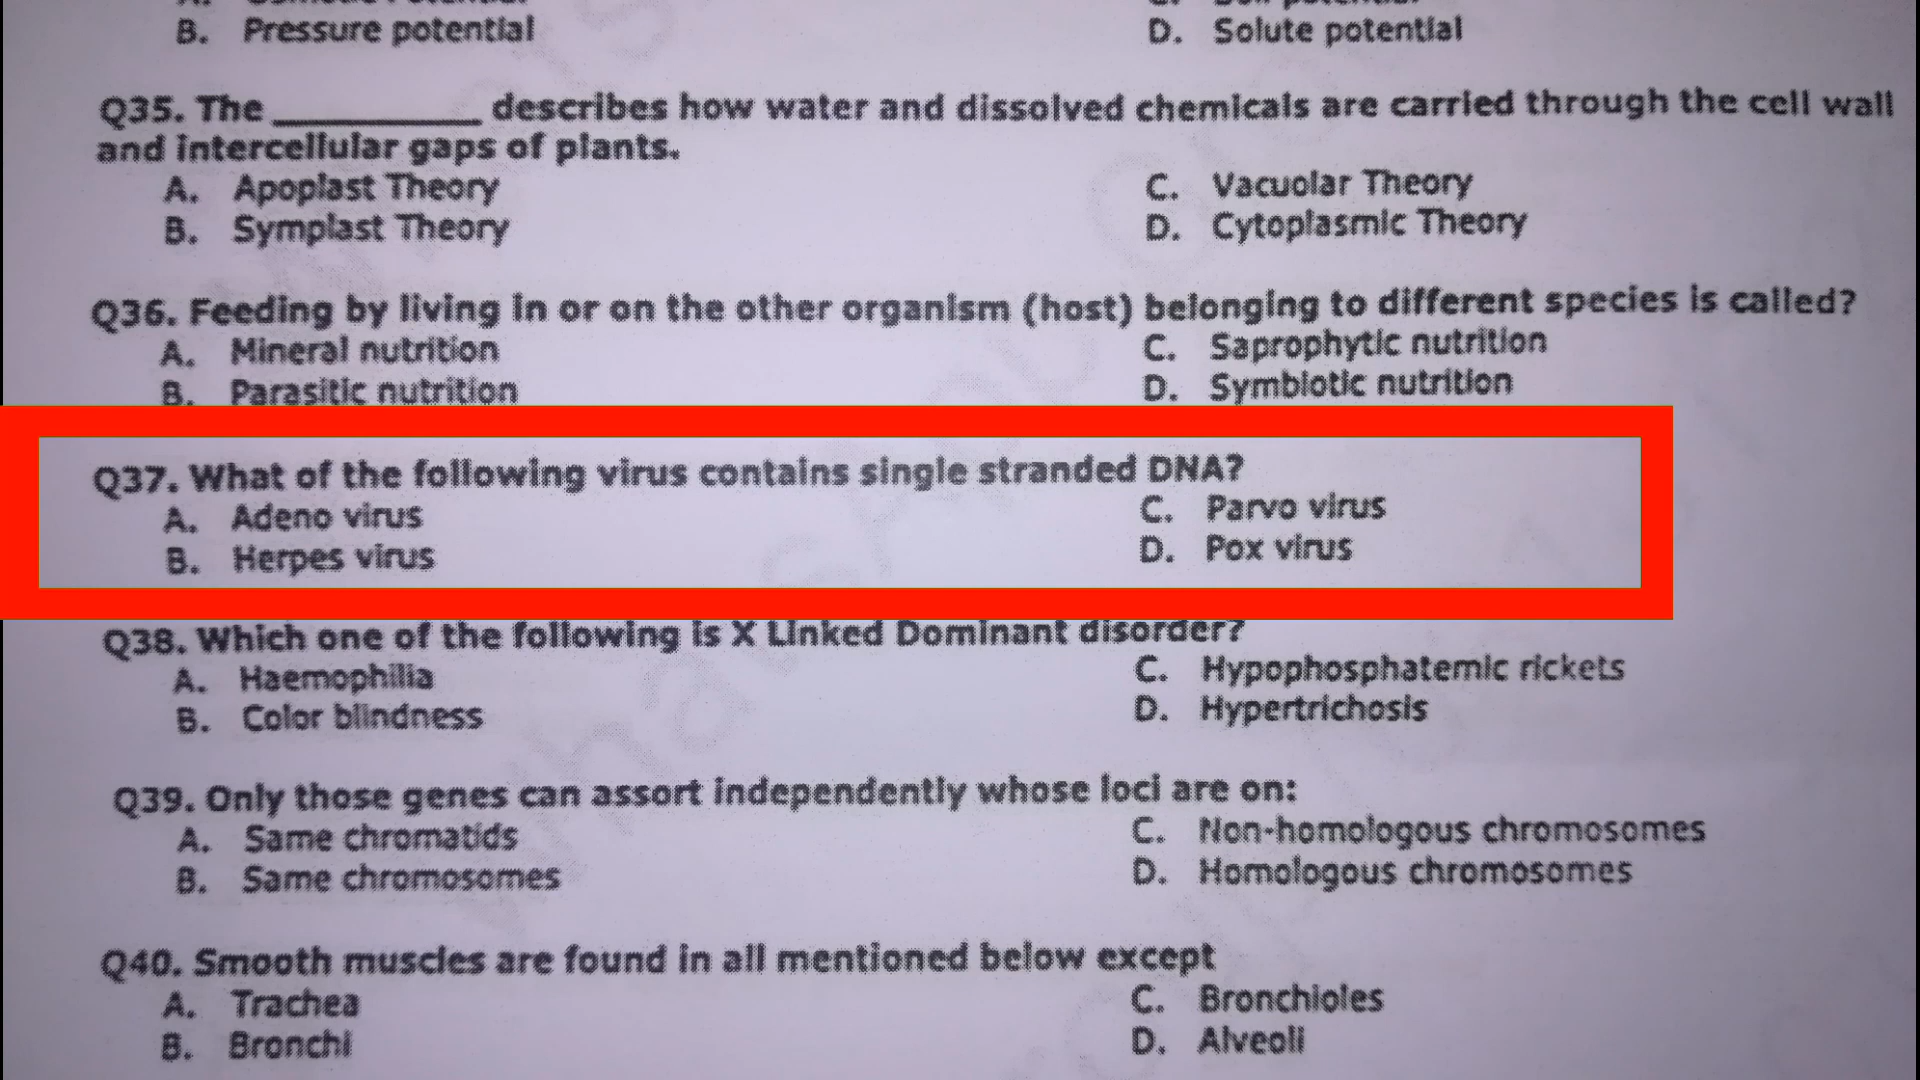 B. Pressure potential
D. Solute potential
Q35. The __________ describes how water and dissolved chemicals are carried through the cell wall
and intercellular gaps of plants.
A. Apoplast Theory
C. Vacuolar Theory
B. Symplast Theory
D. Cytoplasmic Theory
Q36. Feeding by living in or on the other organism (host) belonging to different species is called?
A. Mineral nutrition
C. Saprophytic nutrition
B. Parasitic nutrition
D. Symbiotic nutrition
Q37. What of the following virus contains single stranded DNA?
A. Adeno virus
C. Parvo virus
B. Herpes virus
D. Pox virus
Q38. Which one of the following is X Linked Dominant disorder?
A. Haemophilia
C. Hypophosphatemic rickets
B. Color blindness
D. Hypertrichosis
Q39. Only those genes can assort independently whose loci are on:
A. Same chromatids
C. Non-homologous chromosomes
B. Same chromosomes
D. Homologous chromosomes
Q40. Smooth muscles are found in all mentioned below except
A. Trachea
C. Bronchioles
B. Bronchi
D. Alveoli